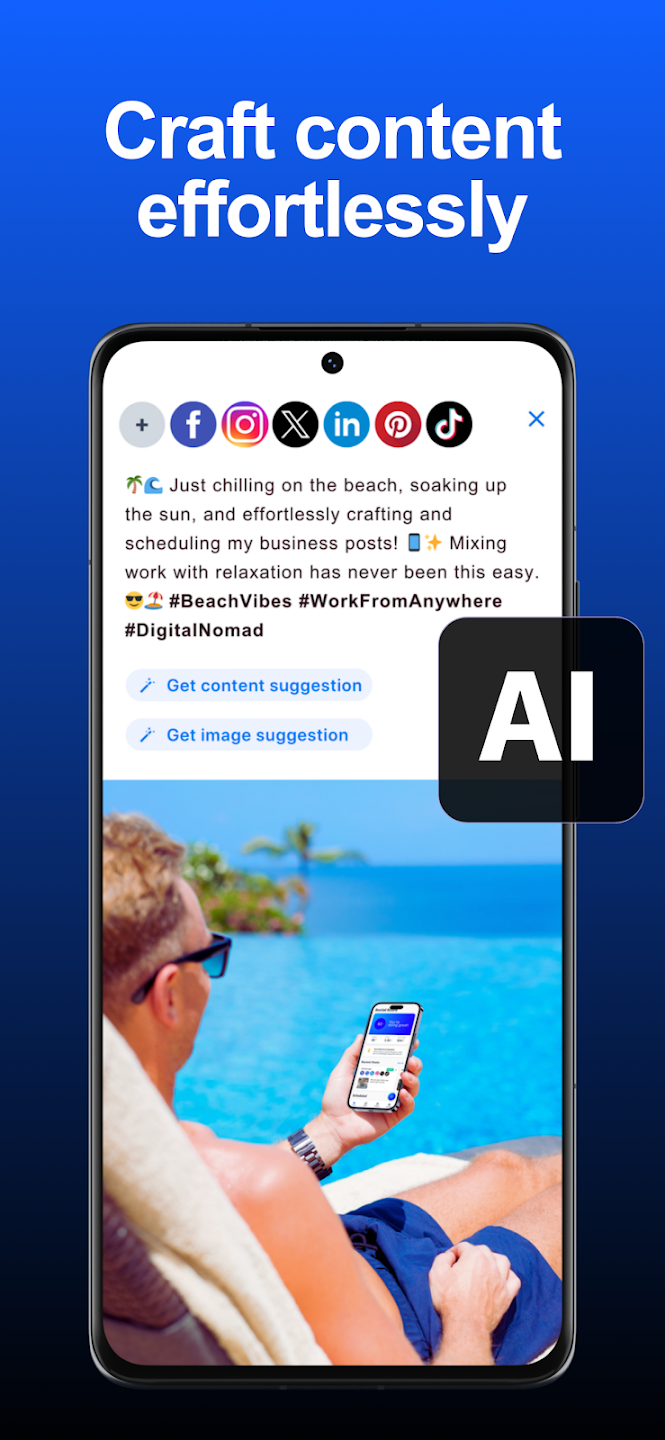 Craft content
effortlessly
🌴🌊 Just chilling on the beach, soaking up
the sun, and effortlessly crafting and
scheduling my business posts! 📱✨ Mixing
work with relaxation has never been this easy.
😎🏖️ #BeachVibes #WorkFromAnywhere
#DigitalNomad
Get content suggestion
Get image suggestion
AI